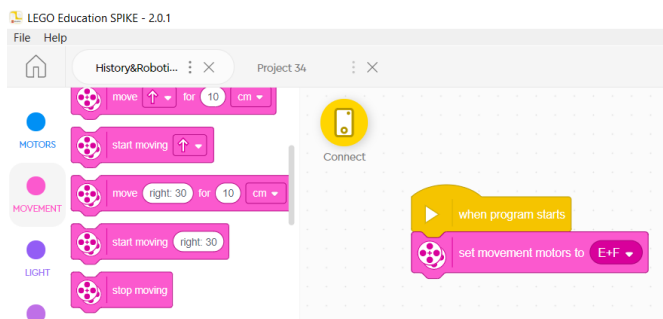 LEGO Education SPIKE - 2.0.1
File Help
History&Roboti... Project 34
move for 10 cm
start moving
move right: 30 for 10 cm
start moving right: 30
stop moving
MOTORS
MOVEMENT
LIGHT
Connect
when program starts
set movement motors to E+F